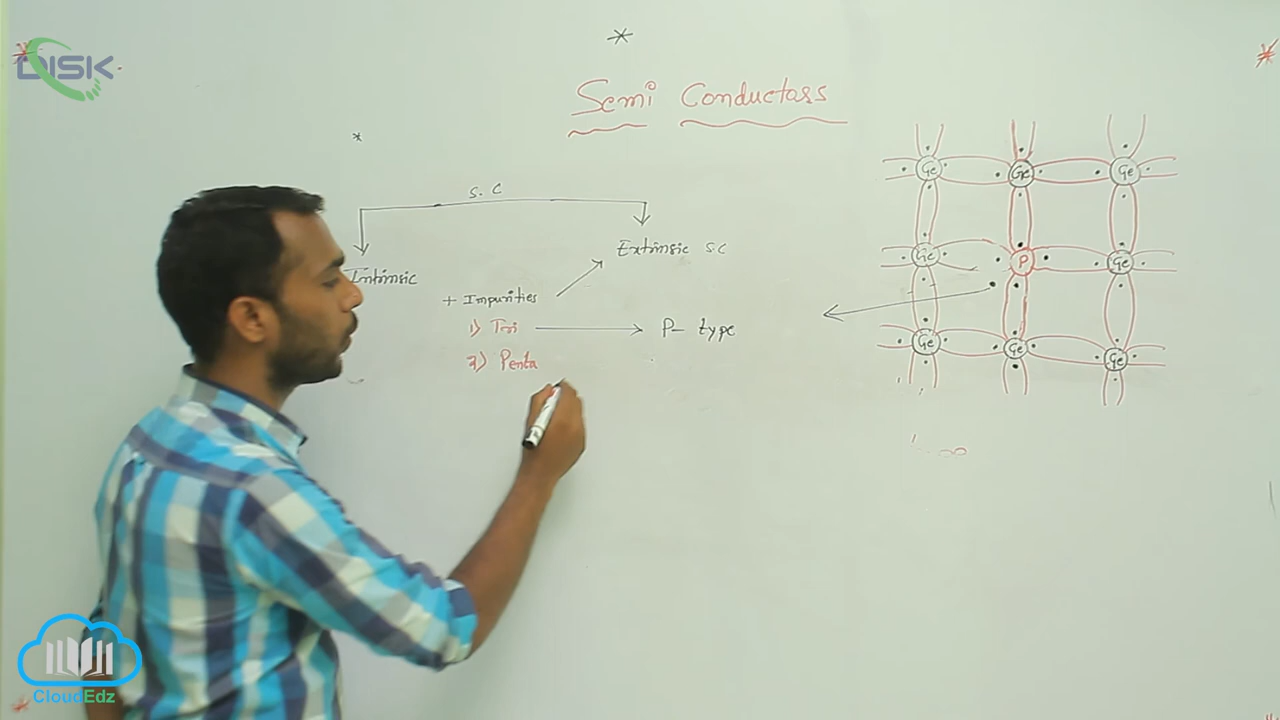 DISK
Semi Conductors
S.C
Intrinsic
Extrinsic S.C
+ Impurities
1) Tri → P- type
2) Penta
Ge Ge Ge
Ge P Ge
Ge Ge Ge
CloudEdz